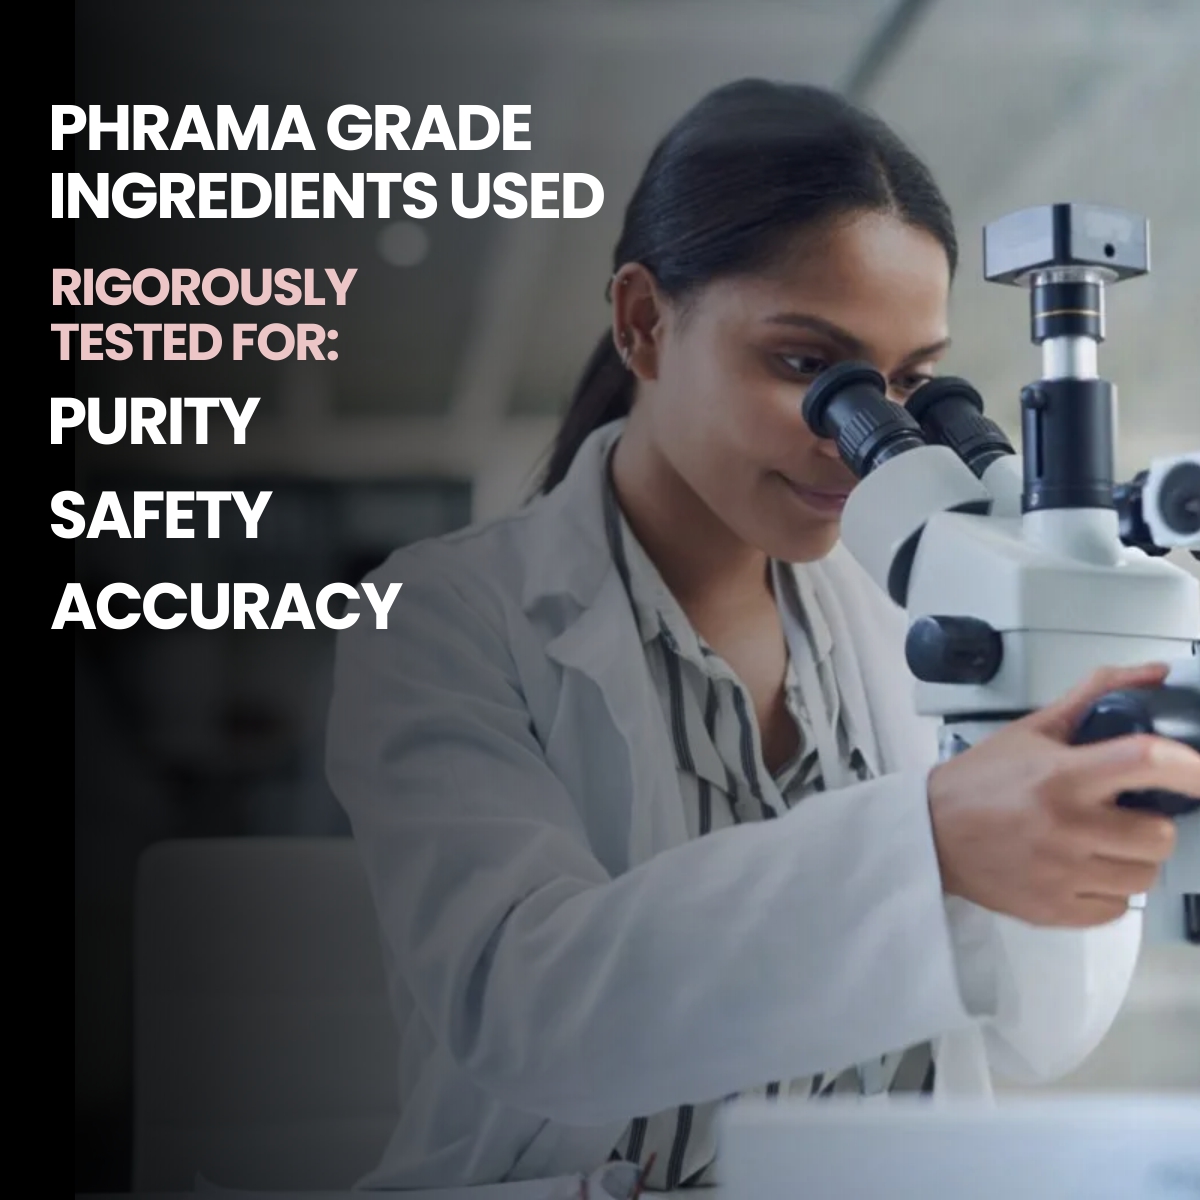 PHRAMA GRADE
INGREDIENTS USED
RIGOROUSLY
TESTED FOR:
PURITY
SAFETY
ACCURACY